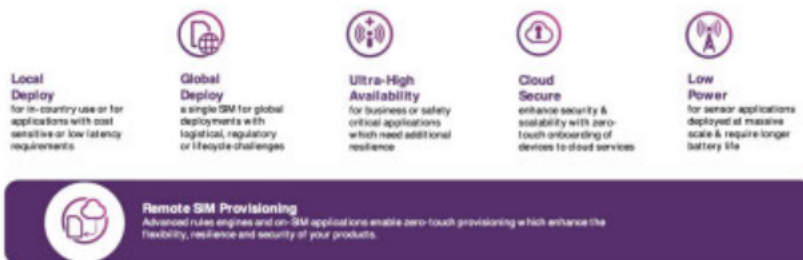 Local
Deploy
for in-country use or for
applications with cost
sensitive or low latency
requirements
Global
Deploy
a single SIM for global
deployments with
logistical, regulatory
or lifecycle challenges
Ultra-High
Availability
for business or safety
critical applications
which need additional
resilience
Cloud
Secure
enhance security &
scalability with zero-
touch onboarding of
devices to cloud services
Low
Power
for sensor applications
deployed at massive
scale & require longer
battery life
Remote SIM Provisioning
Advanced rules engines and on-SIM applications enable zero-touch provisioning which enhance the
flexibility, resilience and security of your products.